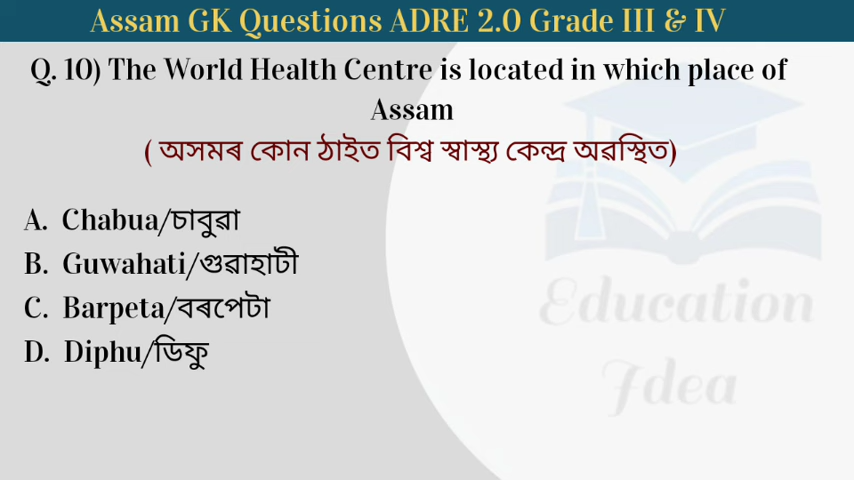 Assam GK Questions ADRE 2.0 Grade III & IV
Q. 10) The World Health Centre is located in which place of
Assam
( অসমৰ কোন ঠাইত বিশ্ব স্বাস্থ্য কেন্দ্ৰ অৱস্থিত)
A. Chabua/চাবুৱা
B. Guwahati/গুৱাহাটী
C. Barpeta/বৰপেটা
D. Diphu/ডিফু
Education
Idea